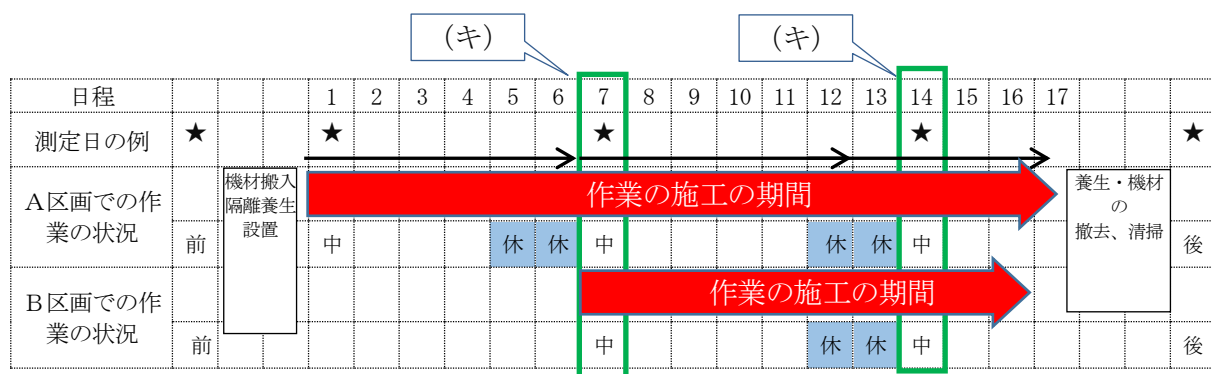 (キ) (キ)
日程 1 2 3 4 5 6 7 8 9 10 11 12 13 14 15 16 17
測定日の例 ★ ★ ★ ★ ★
A区画での作
業の状況
機材搬入
隔離養生
設置
作業の施工の期間
養生・機材
の
撤去、清掃
前 中 休 休 中 休 休 中 後
B区画での作
業の状況
作業の施工の期間
前 中 休 休 中 後